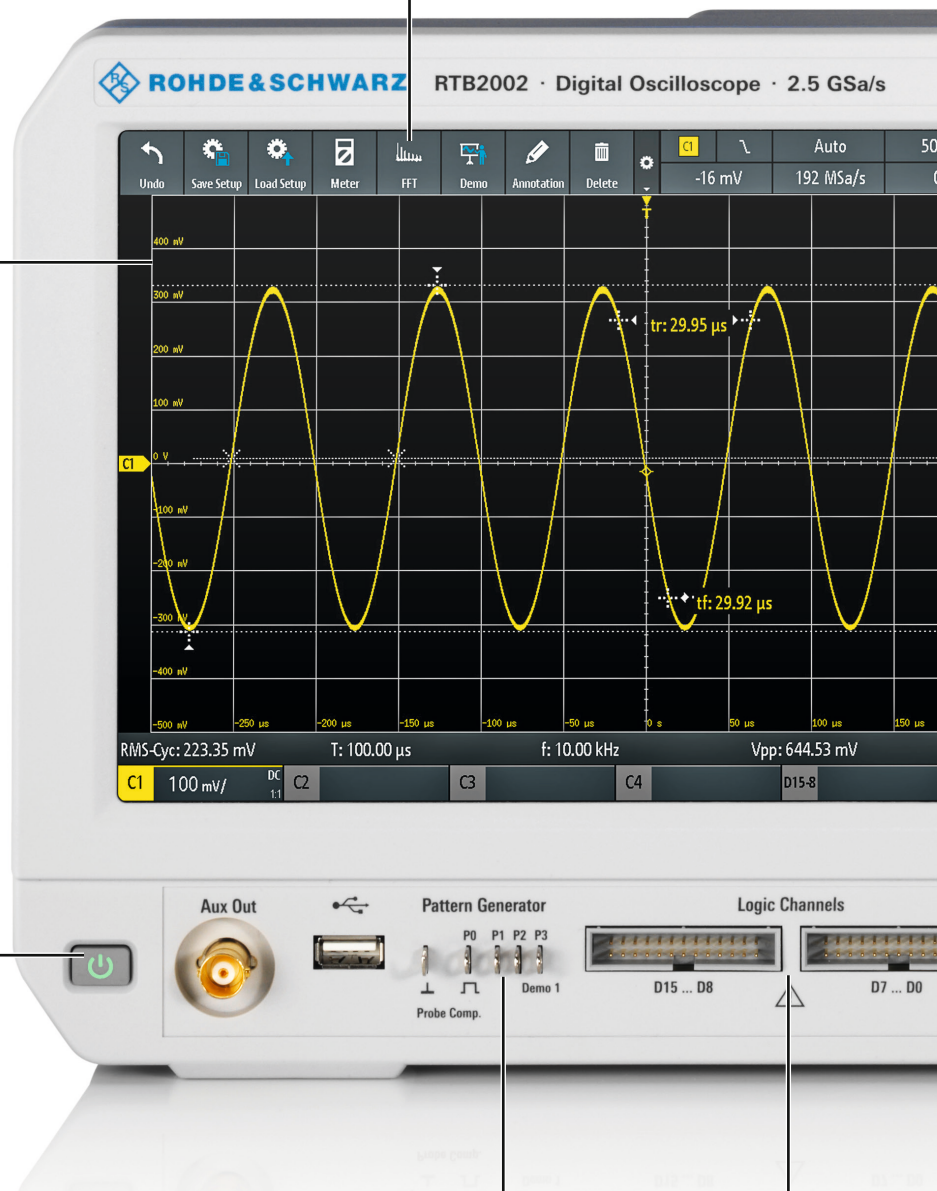 R&S ROHDE&SCHWARZ RTB2002 · Digital Oscilloscope · 2.5 GSa/s
C1 Auto 50
Undo Save Setup Load Setup Meter FFT Demo Annotation Delete -16 mV 192 MSa/s
T
400 mV
300 mV
tr: 29.95 µs
200 mV
100 mV
0 V
C1
-100 mV
-200 mV
tf: 29.92 µs
-300 mV
-400 mV
-500 mV -250 µs -200 µs -150 µs -100 µs -50 µs 0 s 50 µs 100 µs 150 µs
RMS-Cyc: 223.35 mV T: 100.00 µs f: 10.00 kHz Vpp: 644.53 mV
C1 100 mV/ DC 1:1 C2 C3 C4 D15-8
Aux Out Pattern Generator Logic Channels
P0 P1 P2 P3
Demo 1 D15 ... D8 D7 ... D0
Probe Comp.